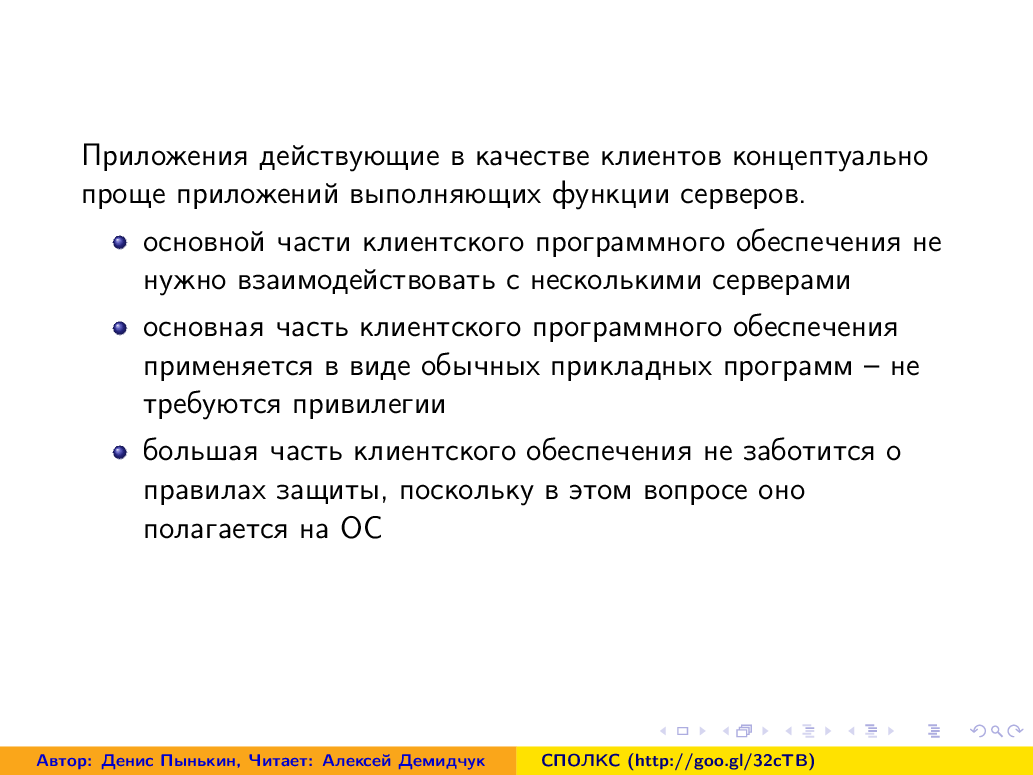 Приложения действующие в качестве клиентов концептуально
проще приложений выполняющих функции серверов.
основной части клиентского программного обеспечения не
нужно взаимодействовать с несколькими серверами
основная часть клиентского программного обеспечения
применяется в виде обычных прикладных программ – не
требуются привилегии
большая часть клиентского обеспечения не заботится о
правилах защиты, поскольку в этом вопросе оно
полагается на ОС
Автор: Денис Пынькин, Читает: Алексей Демидчук
СПОЛКС (http://goo.gl/32cTB)